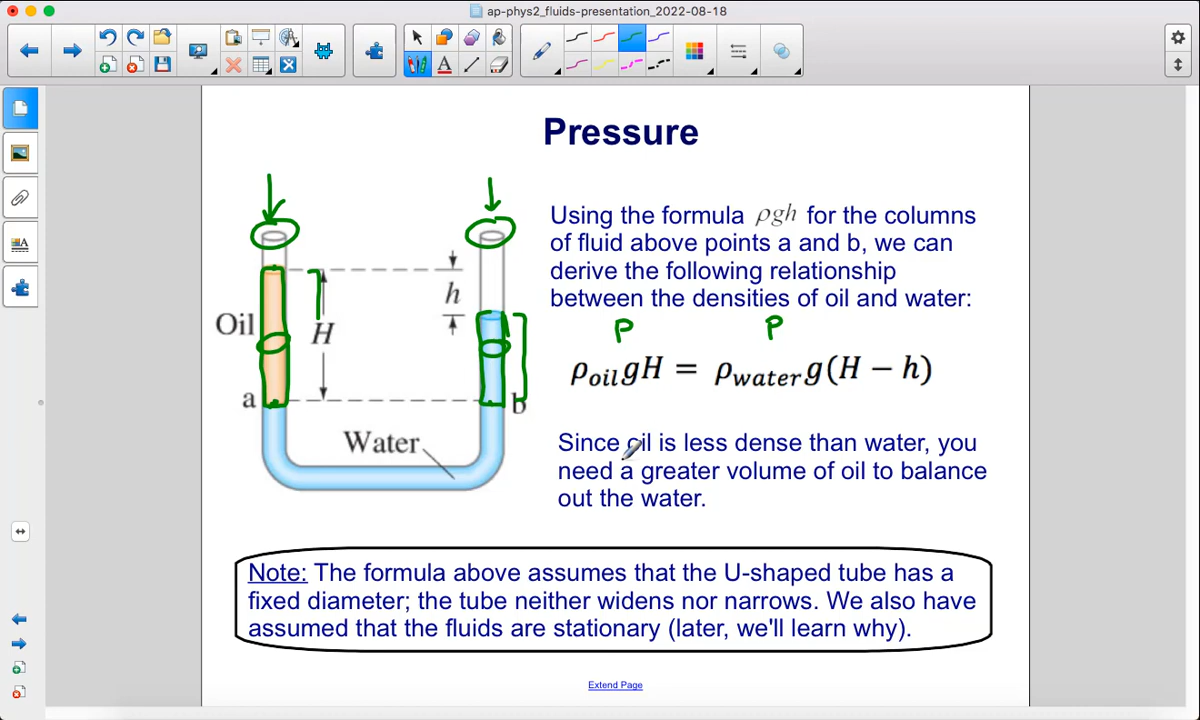 ap-phys2_fluids-presentation_2022-08-18
Pressure
Using the formula ρgh for the columns
of fluid above points a and b, we can
derive the following relationship
between the densities of oil and water:
P P
ρoil gH = ρwater g(H − h)
Since oil is less dense than water, you
need a greater volume of oil to balance
out the water.
Oil
H
h
a
b
Water
Note: The formula above assumes that the U-shaped tube has a
fixed diameter; the tube neither widens nor narrows. We also have
assumed that the fluids are stationary (later, we'll learn why).
Extend Page